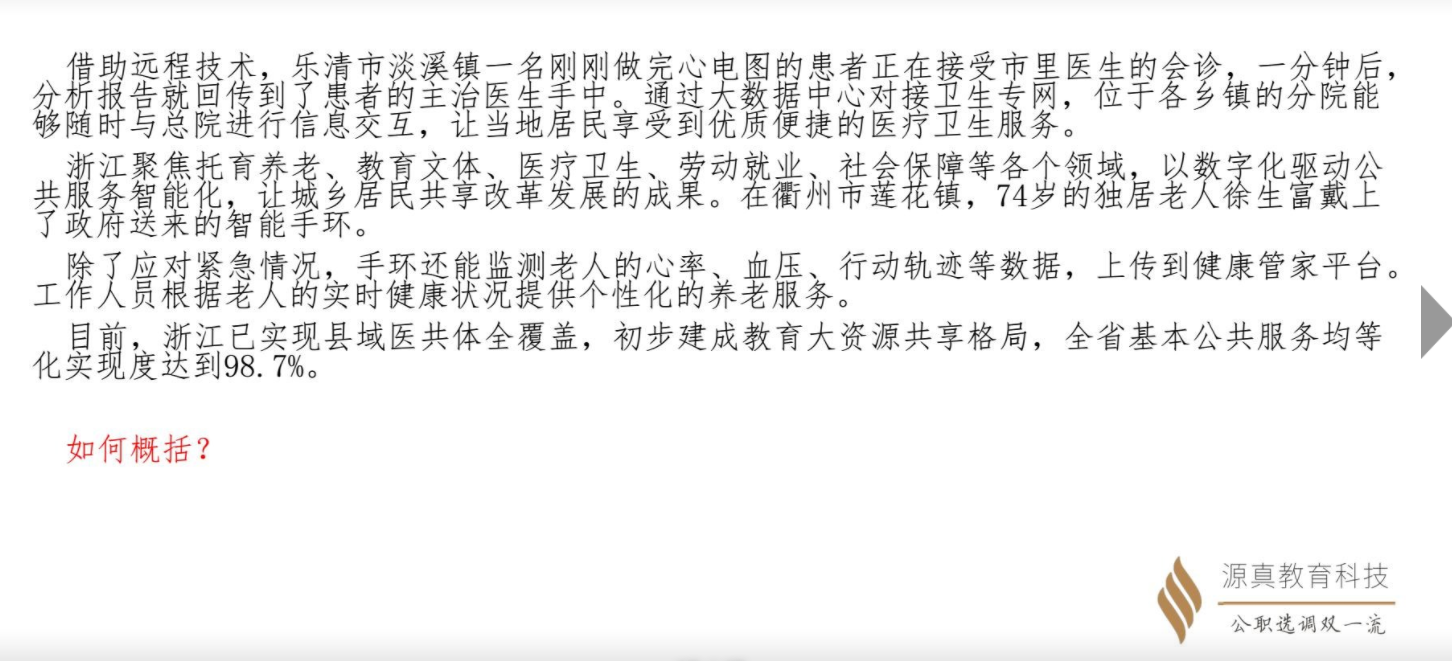 借助远程技术，乐清市淡溪镇一名刚刚做完心电图的患者正在接受市里医生的会诊，一分钟后，
分析报告就回传到了患者的主治医生手中。通过大数据中心对接卫生专网，位于各乡镇的分院能
够随时与总院进行信息交互，让当地居民享受到优质便捷的医疗卫生服务。
浙江聚焦托育养老、教育文体、医疗卫生、劳动就业、社会保障等各个领域，以数字化驱动公
共服务智能化，让城乡居民共享改革发展的成果。在衢州市莲花镇，74岁的独居老人徐生富戴上
了政府送来的智能手环。
除了应对紧急情况，手环还能监测老人的心率、血压、行动轨迹等数据，上传到健康管家平台。
工作人员根据老人的实时健康状况提供个性化的养老服务。
目前，浙江已实现县域医共体全覆盖，初步建成教育大资源共享格局，全省基本公共服务均等
化实现度达到98.7%。
如何概括？
源真教育科技
公职选调双一流